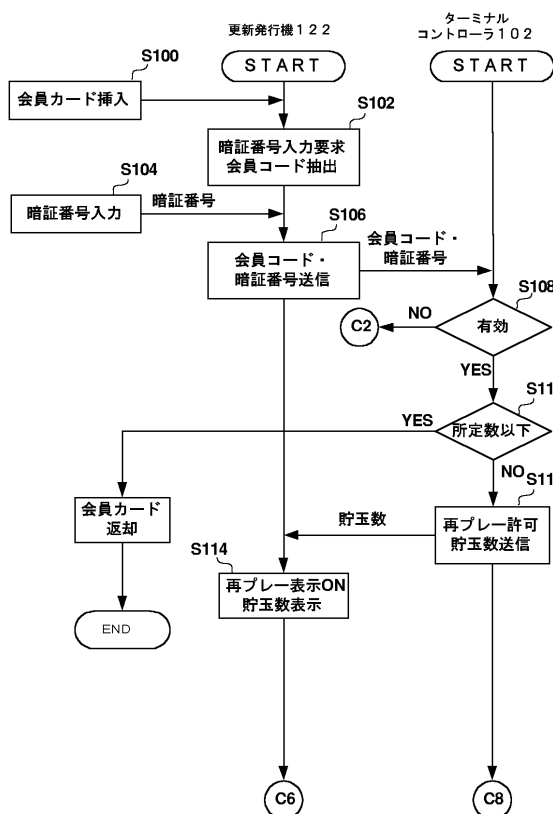 更新発行機１２２
ターミナル
コントローラ１０２
ＳＴＡＲＴ
ＳＴＡＲＴ
S100
会員カード挿入
S102
暗証番号入力要求
会員コード抽出
S104
暗証番号入力
暗証番号
S106
会員コード・
暗証番号送信
会員コード・
暗証番号
S108
有効
NO
C2
YES
S11
所定数以下
YES
NO
会員カード
返却
S11
再プレー許可
貯玉数送信
貯玉数
S114
再プレー表示ON
貯玉数表示
END
C6
C8